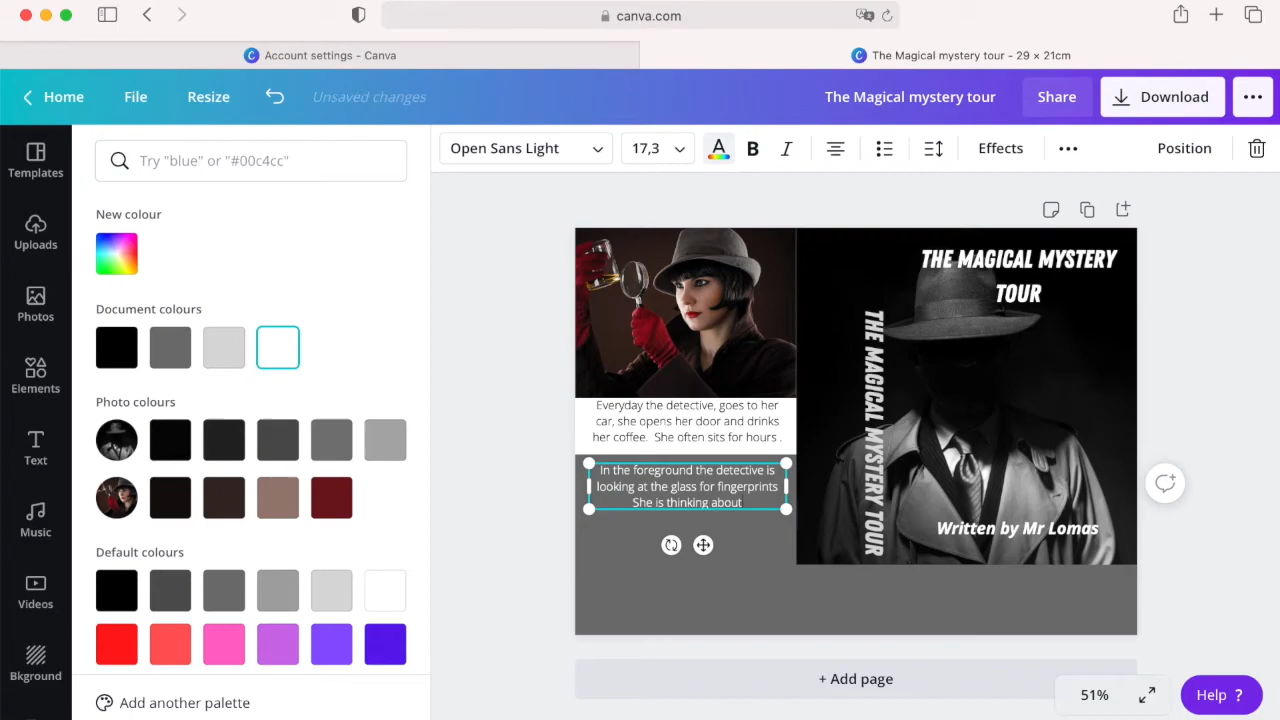 canva.com
Account settings - Canva
The Magical mystery tour - 29 × 21cm
Home
File
Resize
Unsaved changes
The Magical mystery tour
Share
Download
Templates
Uploads
Photos
Elements
Text
Music
Videos
Bkground
Try "blue" or "#00c4cc"
New colour
Document colours
Photo colours
Default colours
Add another palette
Open Sans Light
17,3
A
B
I
Effects
Position
Everyday the detective, goes to her
car, she opens her door and drinks
her coffee. She often sits for hours .
In the foreground the detective is
looking at the glass for fingerprints
She is thinking about
THE MAGICAL MYSTERY TOUR
THE MAGICAL MYSTERY
TOUR
Written by Mr Lomas
+ Add page
51%
Help ?